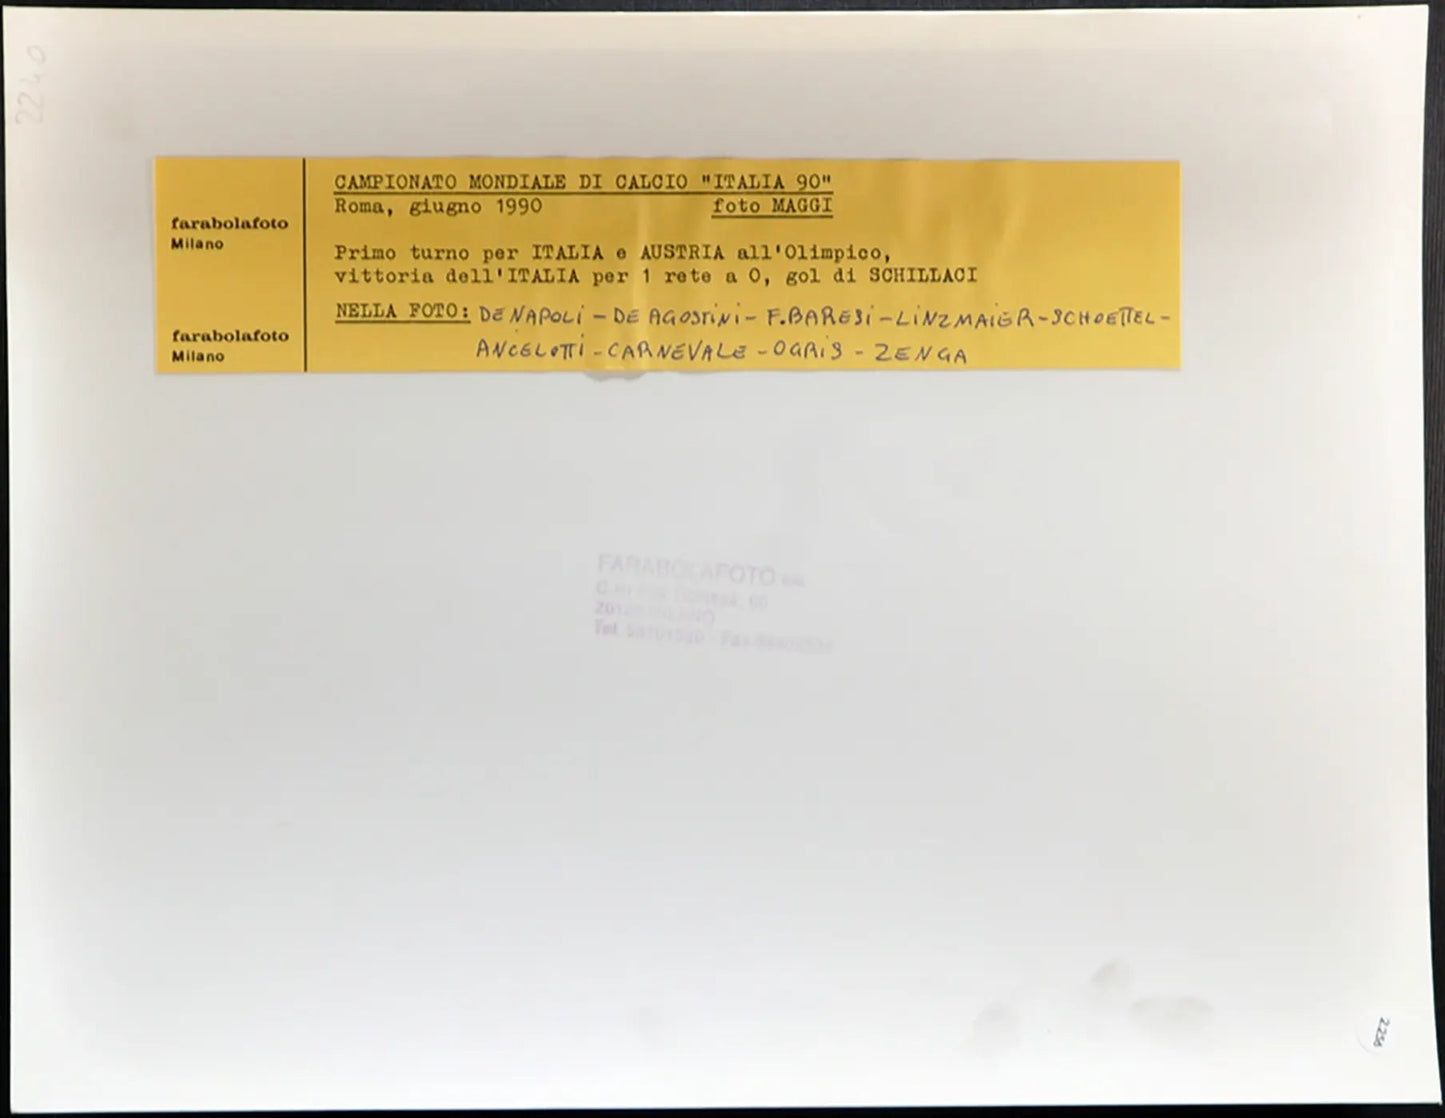 2240
farabolafoto
Milano
farabolafoto
Milano
CAMPIONATO MONDIALE DI CALCIO "ITALIA 90"
Roma, giugno 1990 foto MAGGI
Primo turno per ITALIA e AUSTRIA all'Olimpico,
vittoria dell'ITALIA per 1 rete a 0, gol di SCHILLACI
NELLA FOTO: DE NAPOLI - DE AGOSTINI - F. BARESI - LINZMAIER - SCHOETTEL -
ANCELOTTI - CARNEVALE - OGRIS - ZENGA
FARABOLAFOTO
Tel. Fax